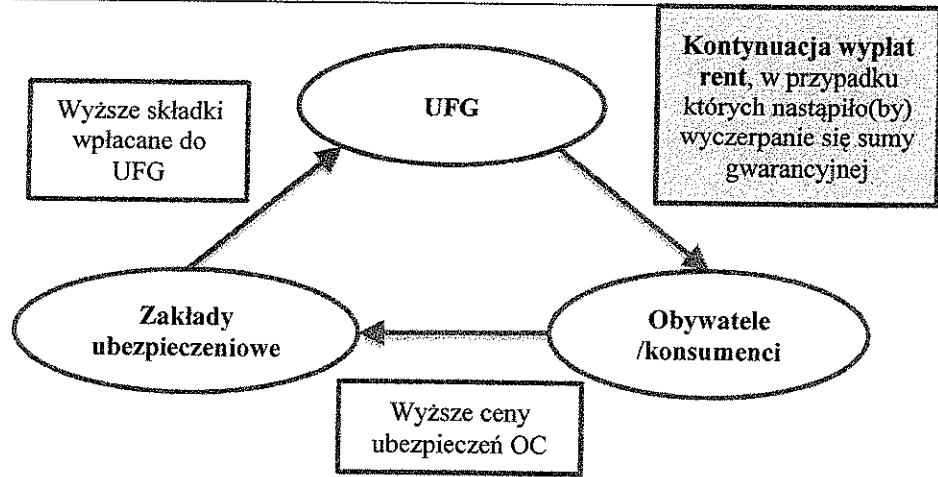 Kontynuacja wypłat
rent, w przypadku
których nastąpiło(by)
wyczerpanie się sumy
gwarancyjnej
Wyższe składki
wpłacane do
UFG
UFG
Zakłady
ubezpieczeniowe
Obywatele
/konsumenci
Wyższe ceny
ubezpieczeń OC